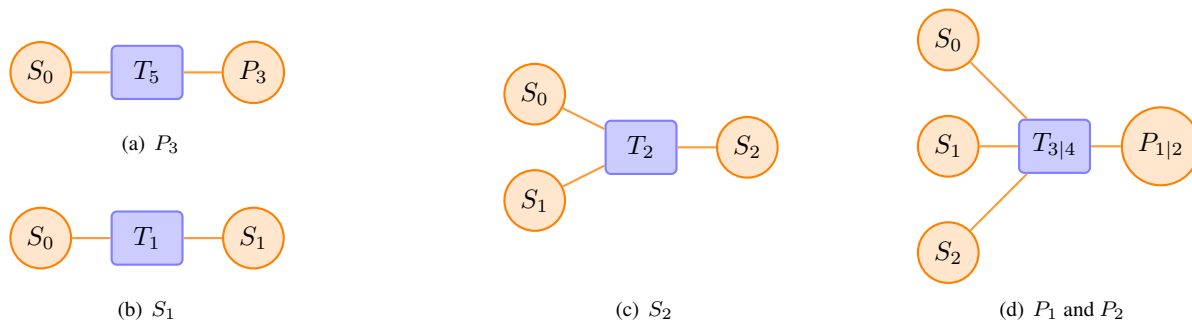 S₀ T₅ P₃
(a) P₃
S₀ T₁ S₁
(b) S₁
S₀
S₁
T₂ S₂
(c) S₂
S₀
S₁ T₃|₄ P₁|₂
S₂
(d) P₁ and P₂